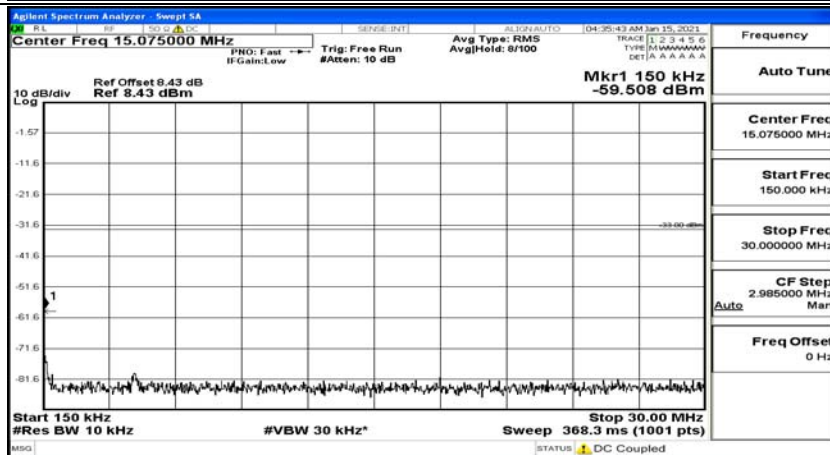 Agilent Spectrum Analyzer - Swept SA
RL RF 50 Ω DC SENSE:INT ALIGN AUTO 04:35:43 AM Jan 15, 2021
Center Freq 15.075000 MHz
PNO: Fast
IFGain:Low
Trig: Free Run
#Atten: 10 dB
Avg Type: RMS
Avg|Hold: 8/100
TRACE 1 2 3 4 5 6
TYPE M W W W W W
DET A A A A A A
Frequency
Auto Tune
Mkr1 150 kHz
-59.508 dBm
Ref Offset 8.43 dB
10 dB/div Ref 8.43 dBm
Log
-1.57
-11.6
-21.6
-31.6
-41.6
-51.6
-61.6
-71.6
-81.6
-33.00 dBm
1
Center Freq
15.075000 MHz
Start Freq
150.000 kHz
Stop Freq
30.000000 MHz
CF Step
2.985000 MHz
Auto Man
Freq Offset
0 Hz
Start 150 kHz Stop 30.00 MHz
#Res BW 10 kHz #VBW 30 kHz* Sweep 368.3 ms (1001 pts)
MSG STATUS DC Coupled